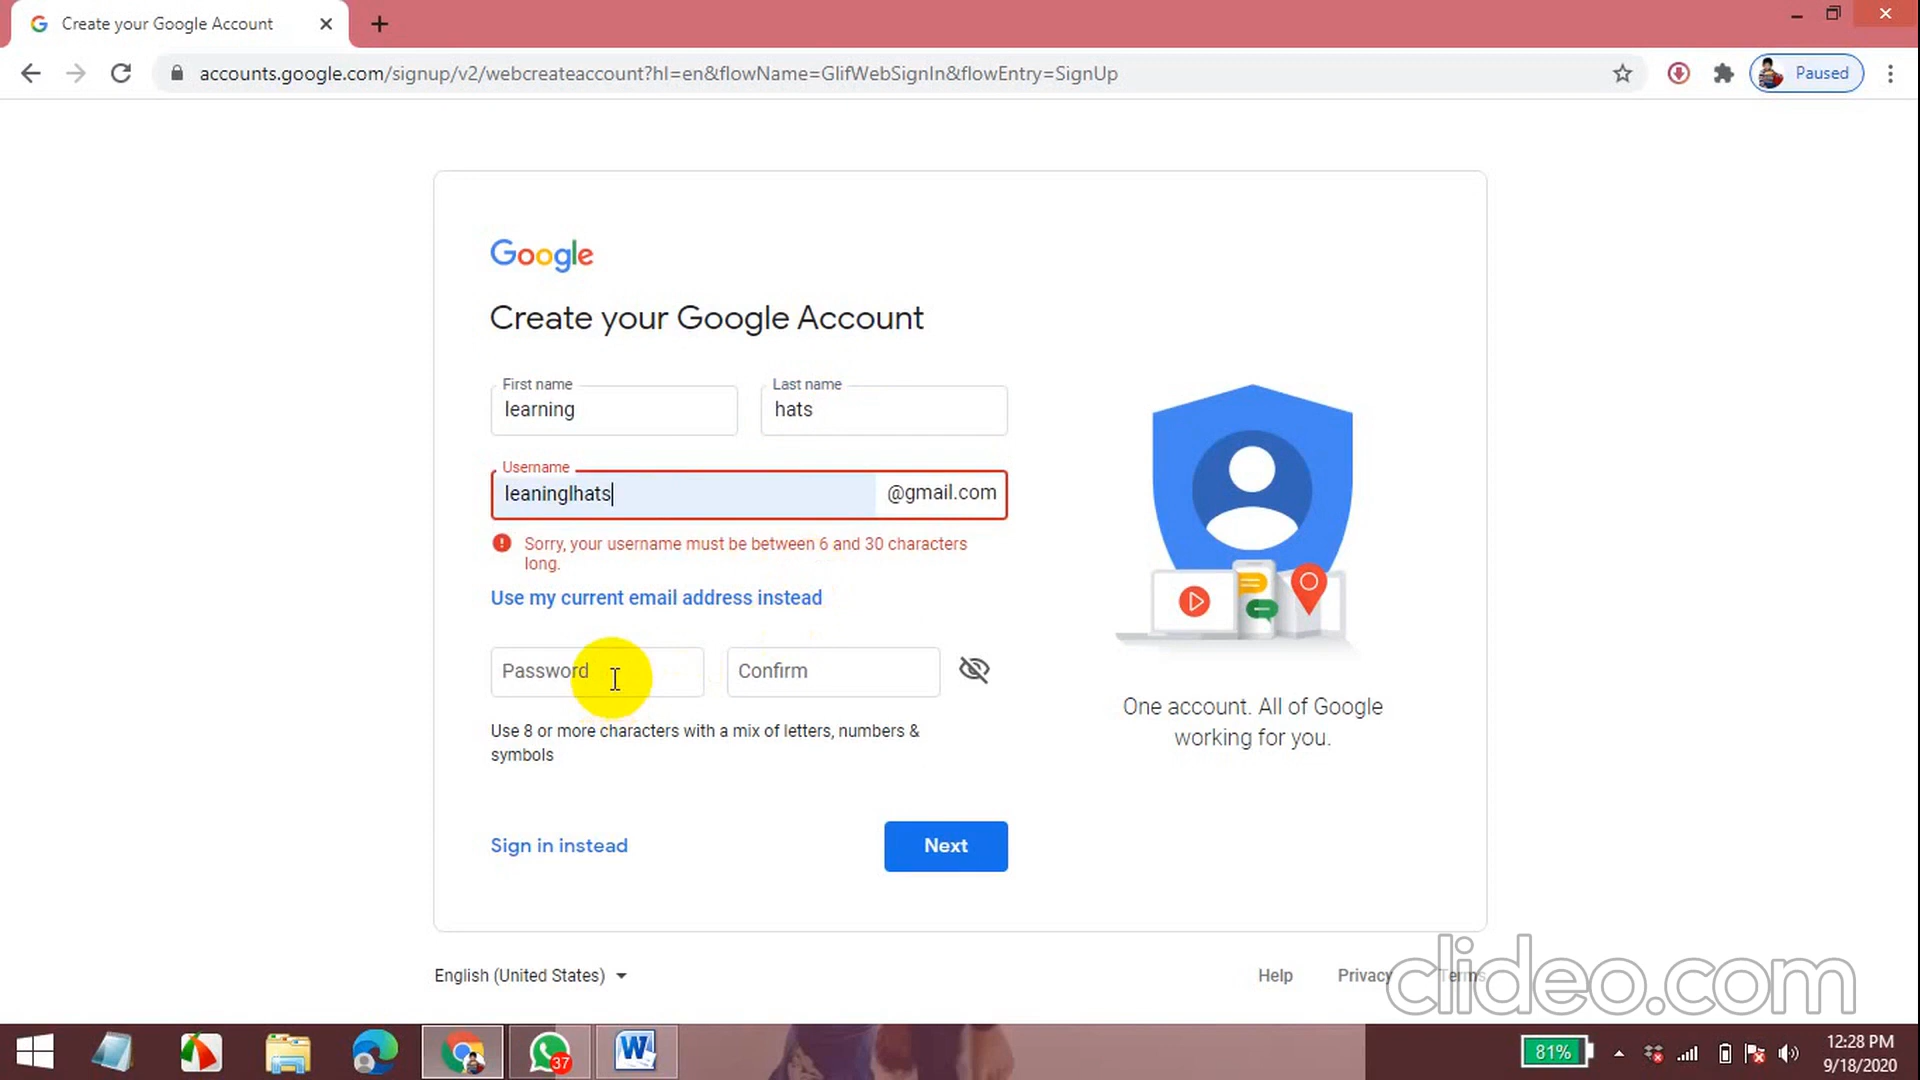 Create your Google Account
accounts.google.com/signup/v2/webcreateaccount?hl=en&flowName=GlifWebSignIn&flowEntry=SignUp
Paused
Google
Create your Google Account
First name
Last name
learning
hats
Username
leaninglhats
@gmail.com
Sorry, your username must be between 6 and 30 characters
long.
Use my current email address instead
Password
Confirm
Use 8 or more characters with a mix of letters, numbers &
symbols
One account. All of Google
working for you.
Sign in instead
Next
English (United States)
Help
Privacy
Terms
clideo.com
37
W
81%
12:28 PM
9/18/2020